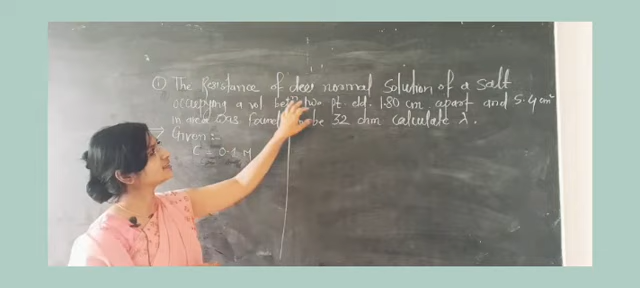 ① The Resistance of deci normal solution of a salt
occupying a vol betn two pt. eld. 1.80 cm apart and 5.4 cm²
in area was found to be 32 ohm calculate λ.
⇒ Given:-
C = 0.1 N